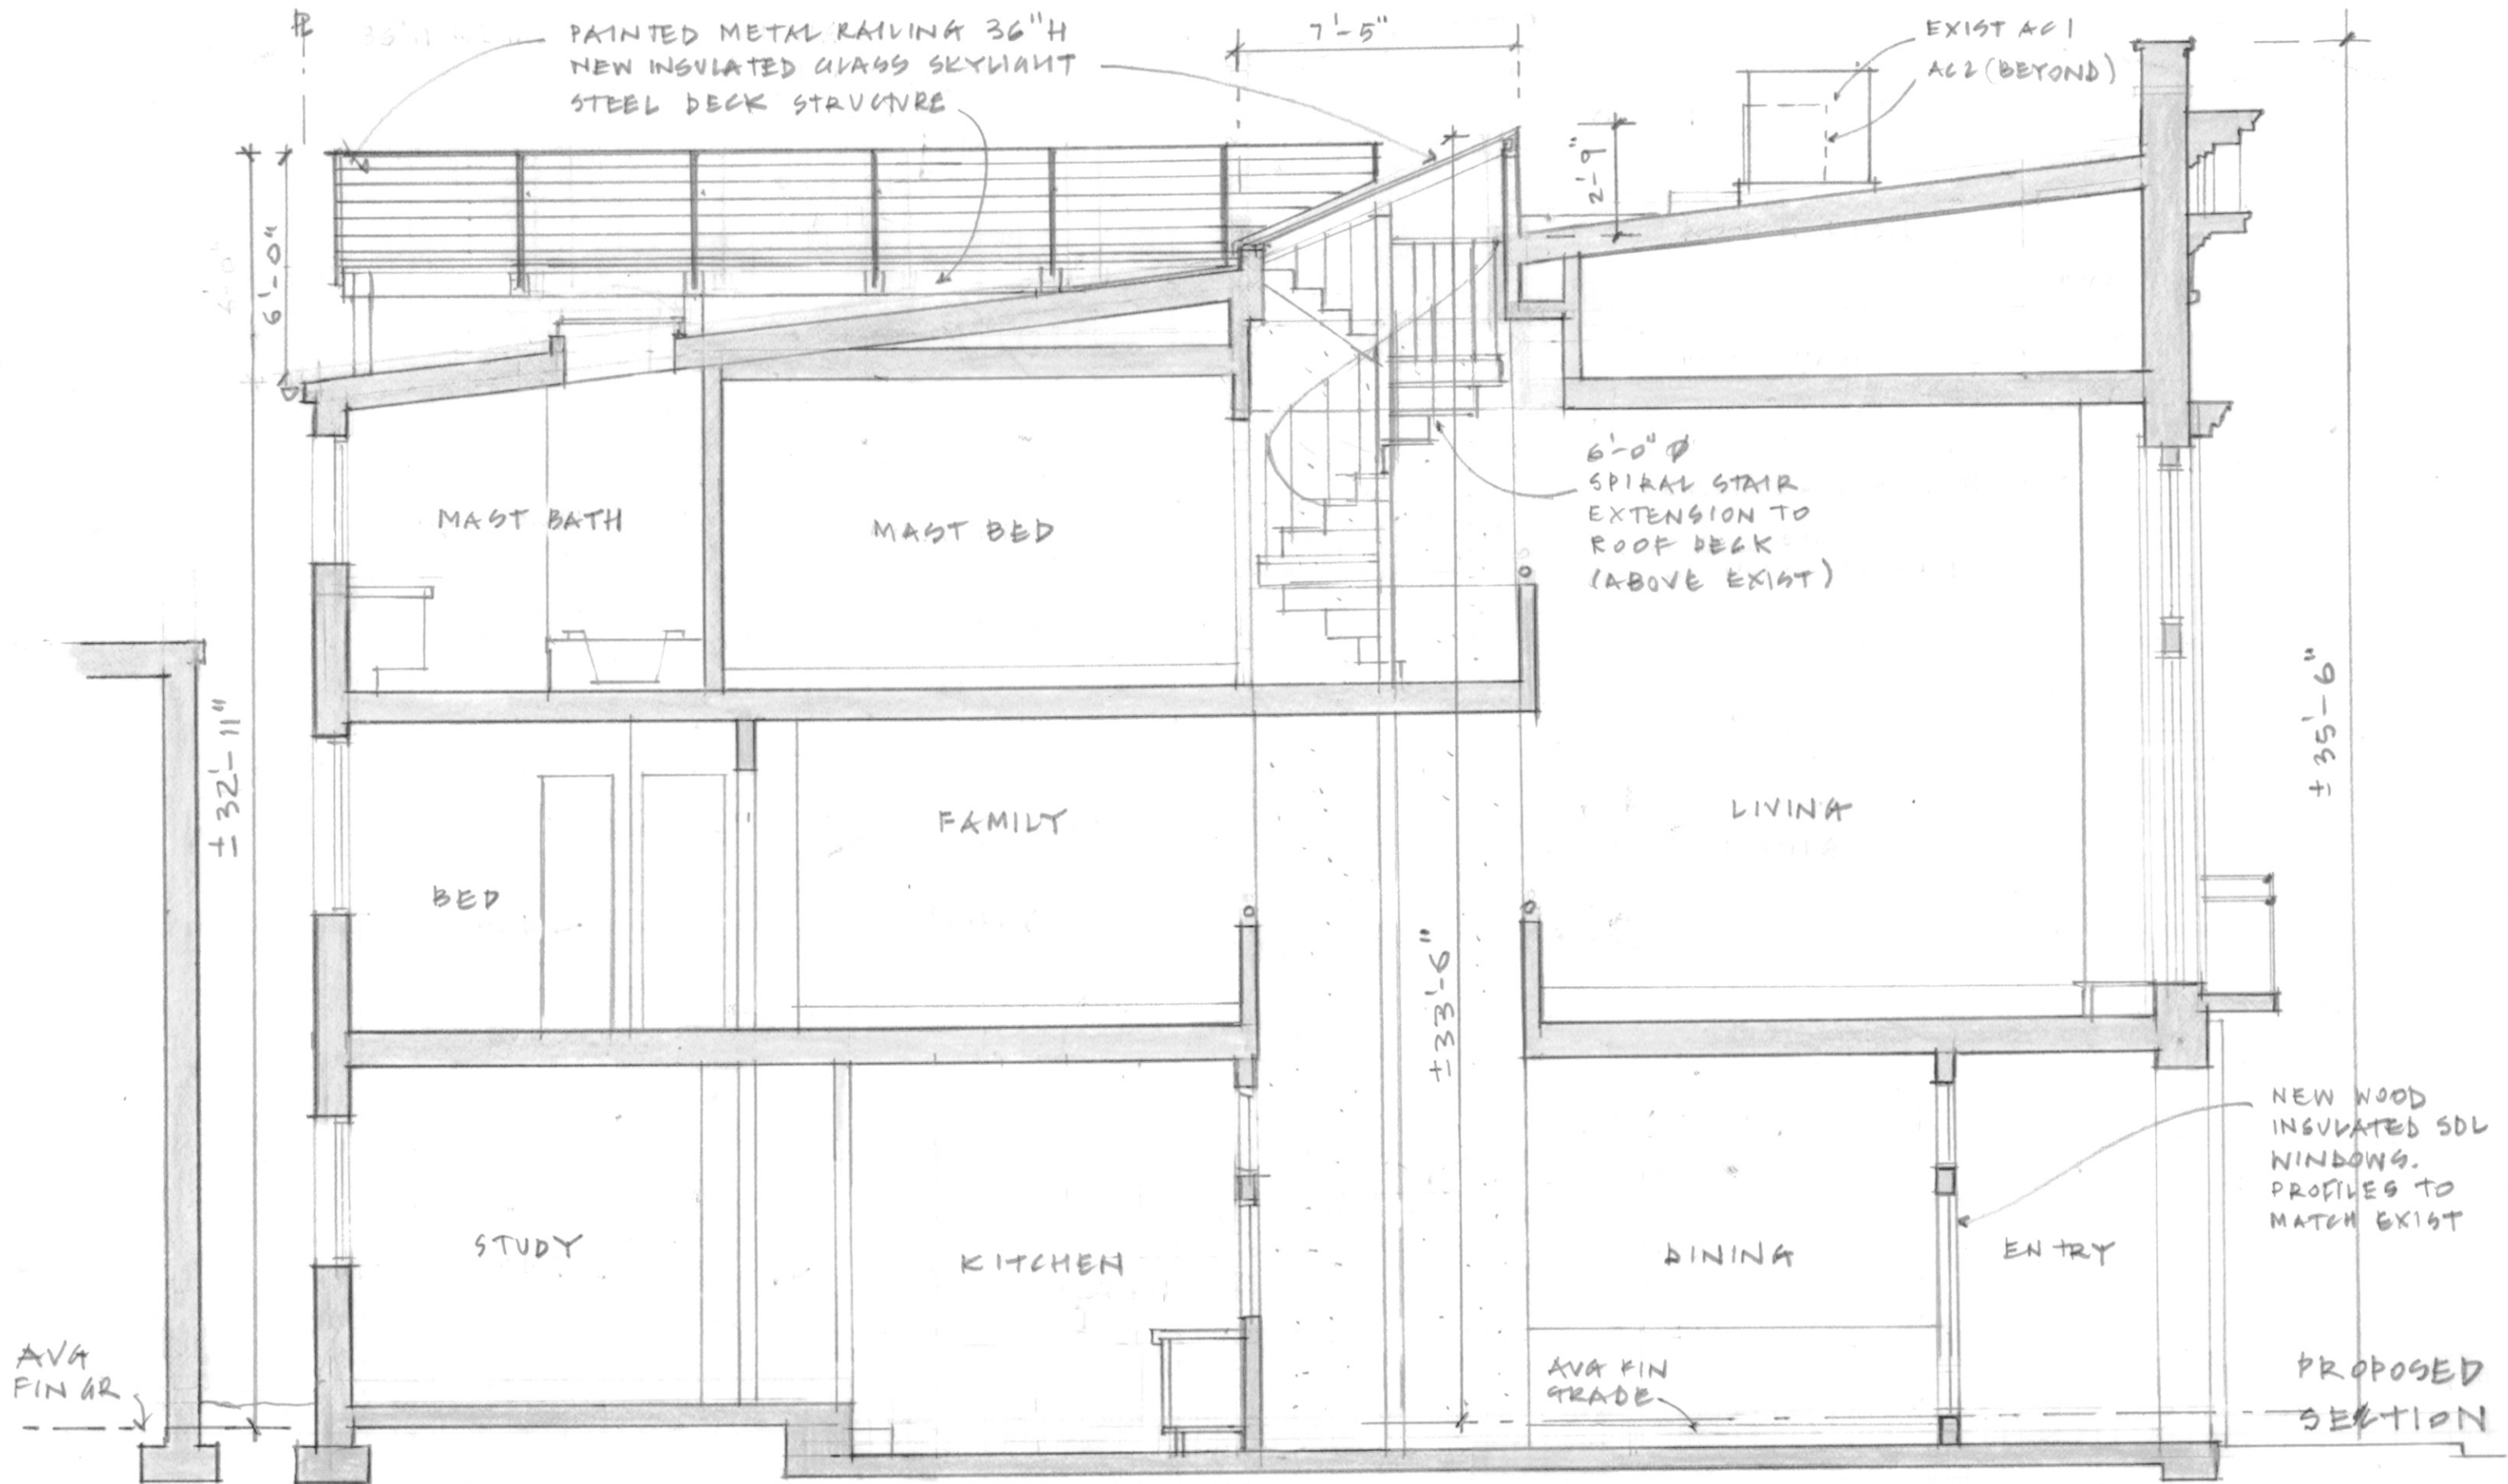 PL
PAINTED METAL RAILING 36"H
NEW INSULATED GLASS SKYLIGHT
STEEL DECK STRUCTURE
7'-5"
EXIST AC1
AC2 (BEYOND)
2'-9"
6'-0"
6'-0" Ø
SPIRAL STAIR
EXTENSION TO
ROOF DECK
(ABOVE EXIST)
MAST BATH
MAST BED
± 32'-11"
± 35'-6"
BED
FAMILY
LIVING
± 33'-6"
NEW WOOD
INSULATED SDL
WINDOWS.
PROFILES TO
MATCH EXIST
STUDY
KITCHEN
DINING
ENTRY
AVG
FIN GR
AVG FIN
GRADE
PROPOSED
SECTION